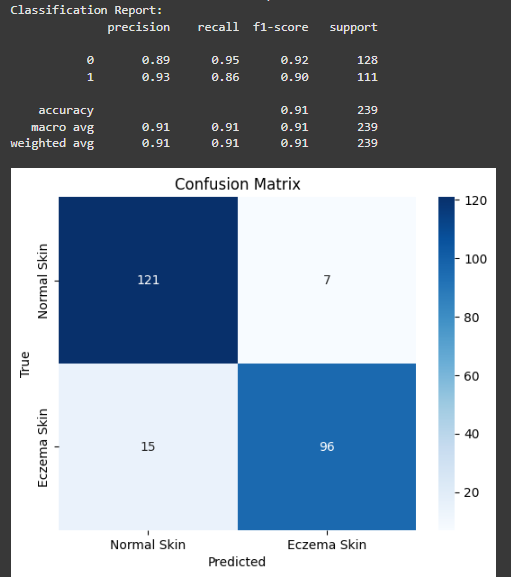 Classification Report:
precision recall f1-score support
0 0.89 0.95 0.92 128
1 0.93 0.86 0.90 111
accuracy 0.91 239
macro avg 0.91 0.91 0.91 239
weighted avg 0.91 0.91 0.91 239
Confusion Matrix
Normal Skin
121
7
Eczema Skin
15
96
True
Normal Skin
Eczema Skin
Predicted
120
100
80
60
40
20